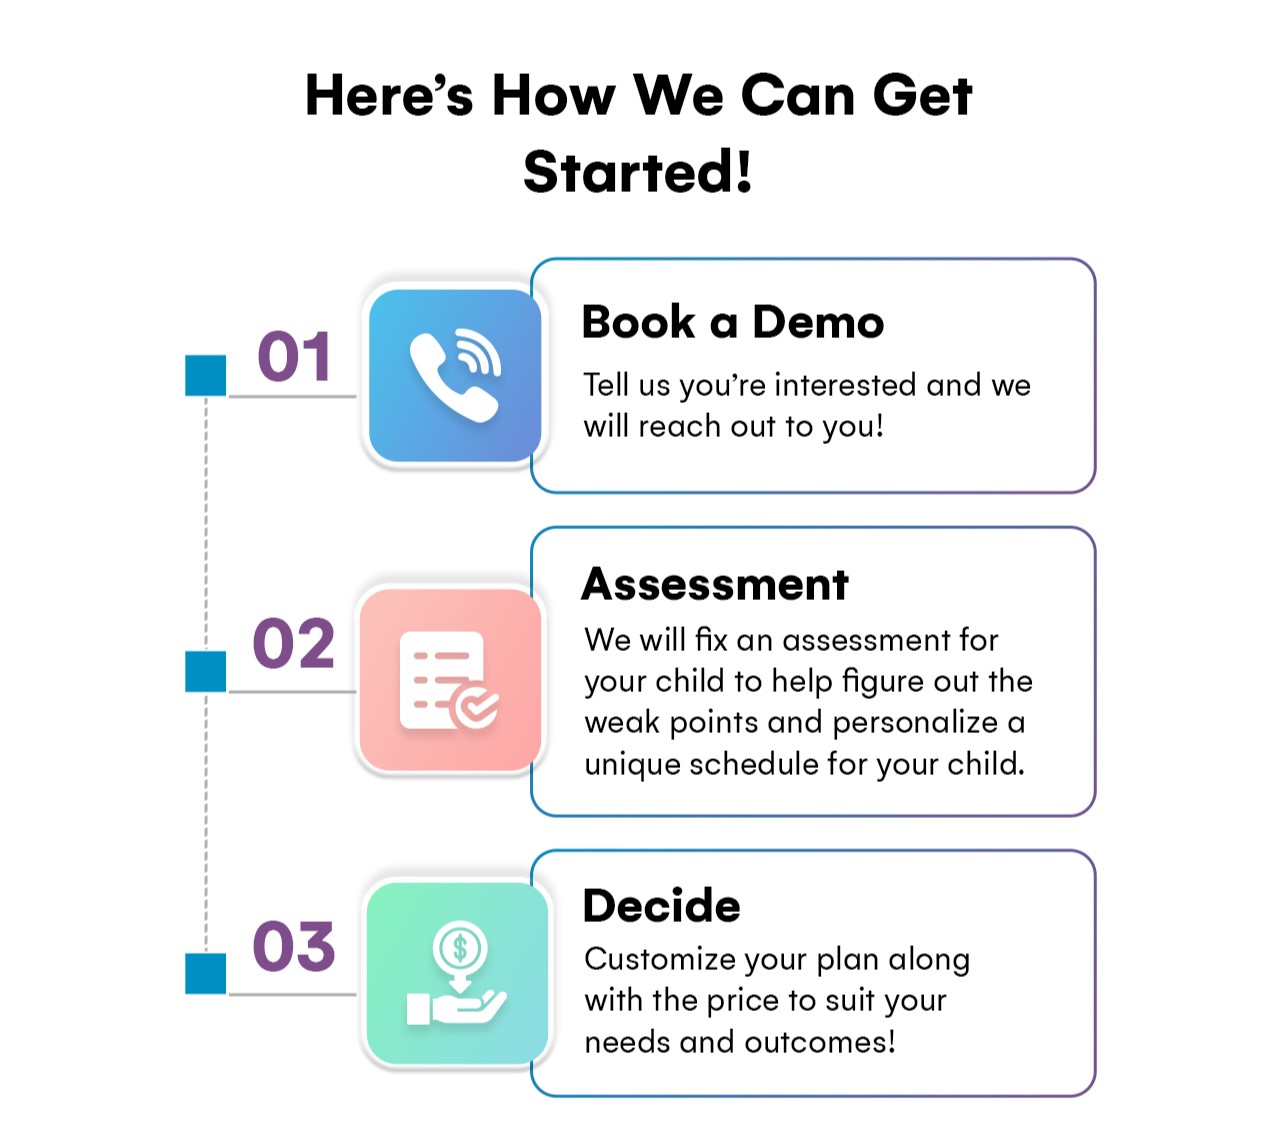 Here’s How We Can Get
Started!
01
Book a Demo
Tell us you’re interested and we
will reach out to you!
02
Assessment
We will fix an assessment for
your child to help figure out the
weak points and personalize a
unique schedule for your child.
03
$
Decide
Customize your plan along
with the price to suit your
needs and outcomes!